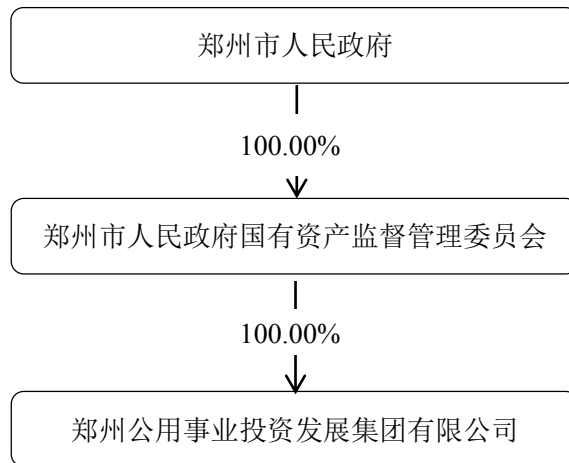 郑州市人民政府
100.00%
郑州市人民政府国有资产监督管理委员会
100.00%
郑州公用事业投资发展集团有限公司